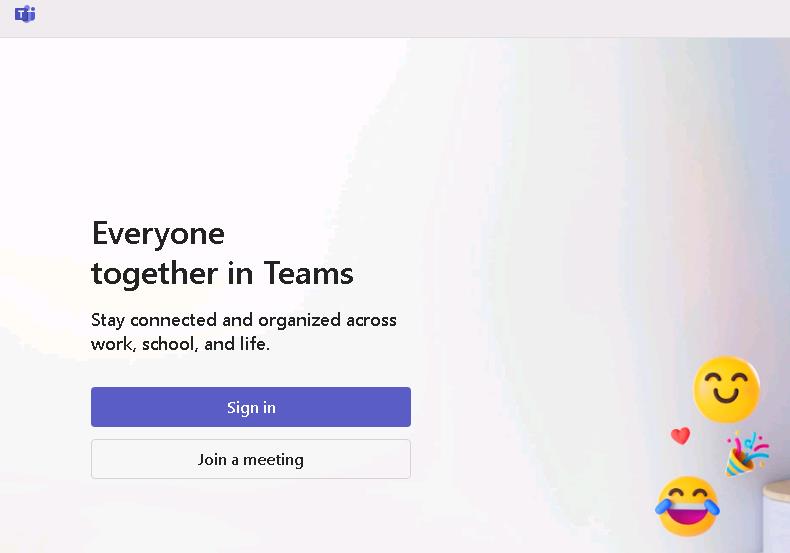 Everyone
together in Teams
Stay connected and organized across
work, school, and life.
Sign in
Join a meeting